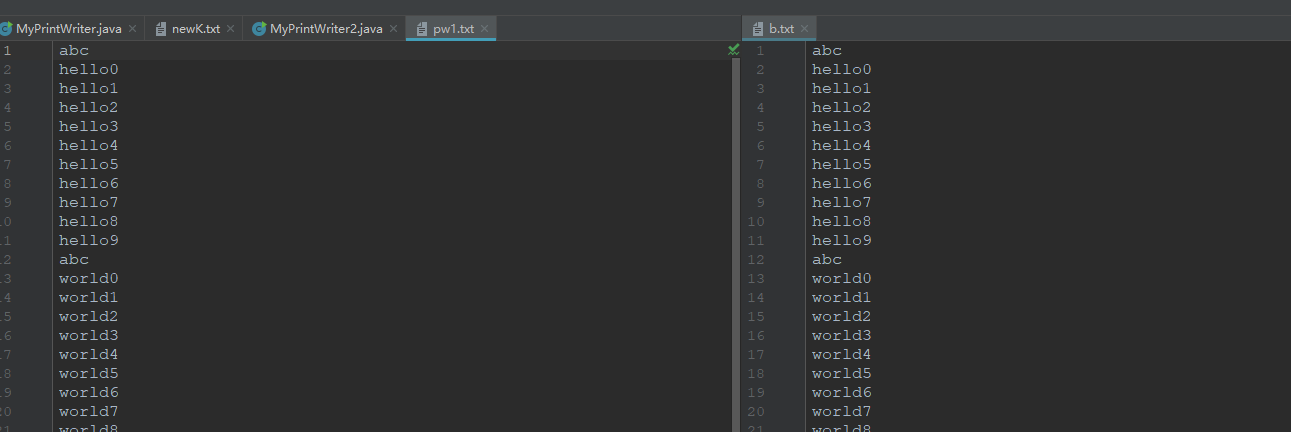 MyPrintWriter.java newK.txt MyPrintWriter2.java pw1.txt
1 abc
2 hello0
3 hello1
4 hello2
5 hello3
6 hello4
7 hello5
8 hello6
9 hello7
10 hello8
11 hello9
12 abc
13 world0
14 world1
15 world2
16 world3
17 world4
18 world5
19 world6
20 world7
21 world8
b.txt
1 abc
2 hello0
3 hello1
4 hello2
5 hello3
6 hello4
7 hello5
8 hello6
9 hello7
10 hello8
11 hello9
12 abc
13 world0
14 world1
15 world2
16 world3
17 world4
18 world5
19 world6
20 world7
21 world8